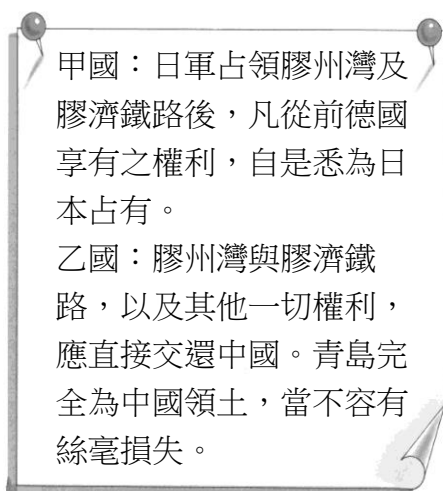 甲國：日軍占領膠州灣及
膠濟鐵路後，凡從前德國
享有之權利，自是悉為日
本占有。
乙國：膠州灣與膠濟鐵
路，以及其他一切權利，
應直接交還中國。青島完
全為中國領土，當不容有
絲毫損失。